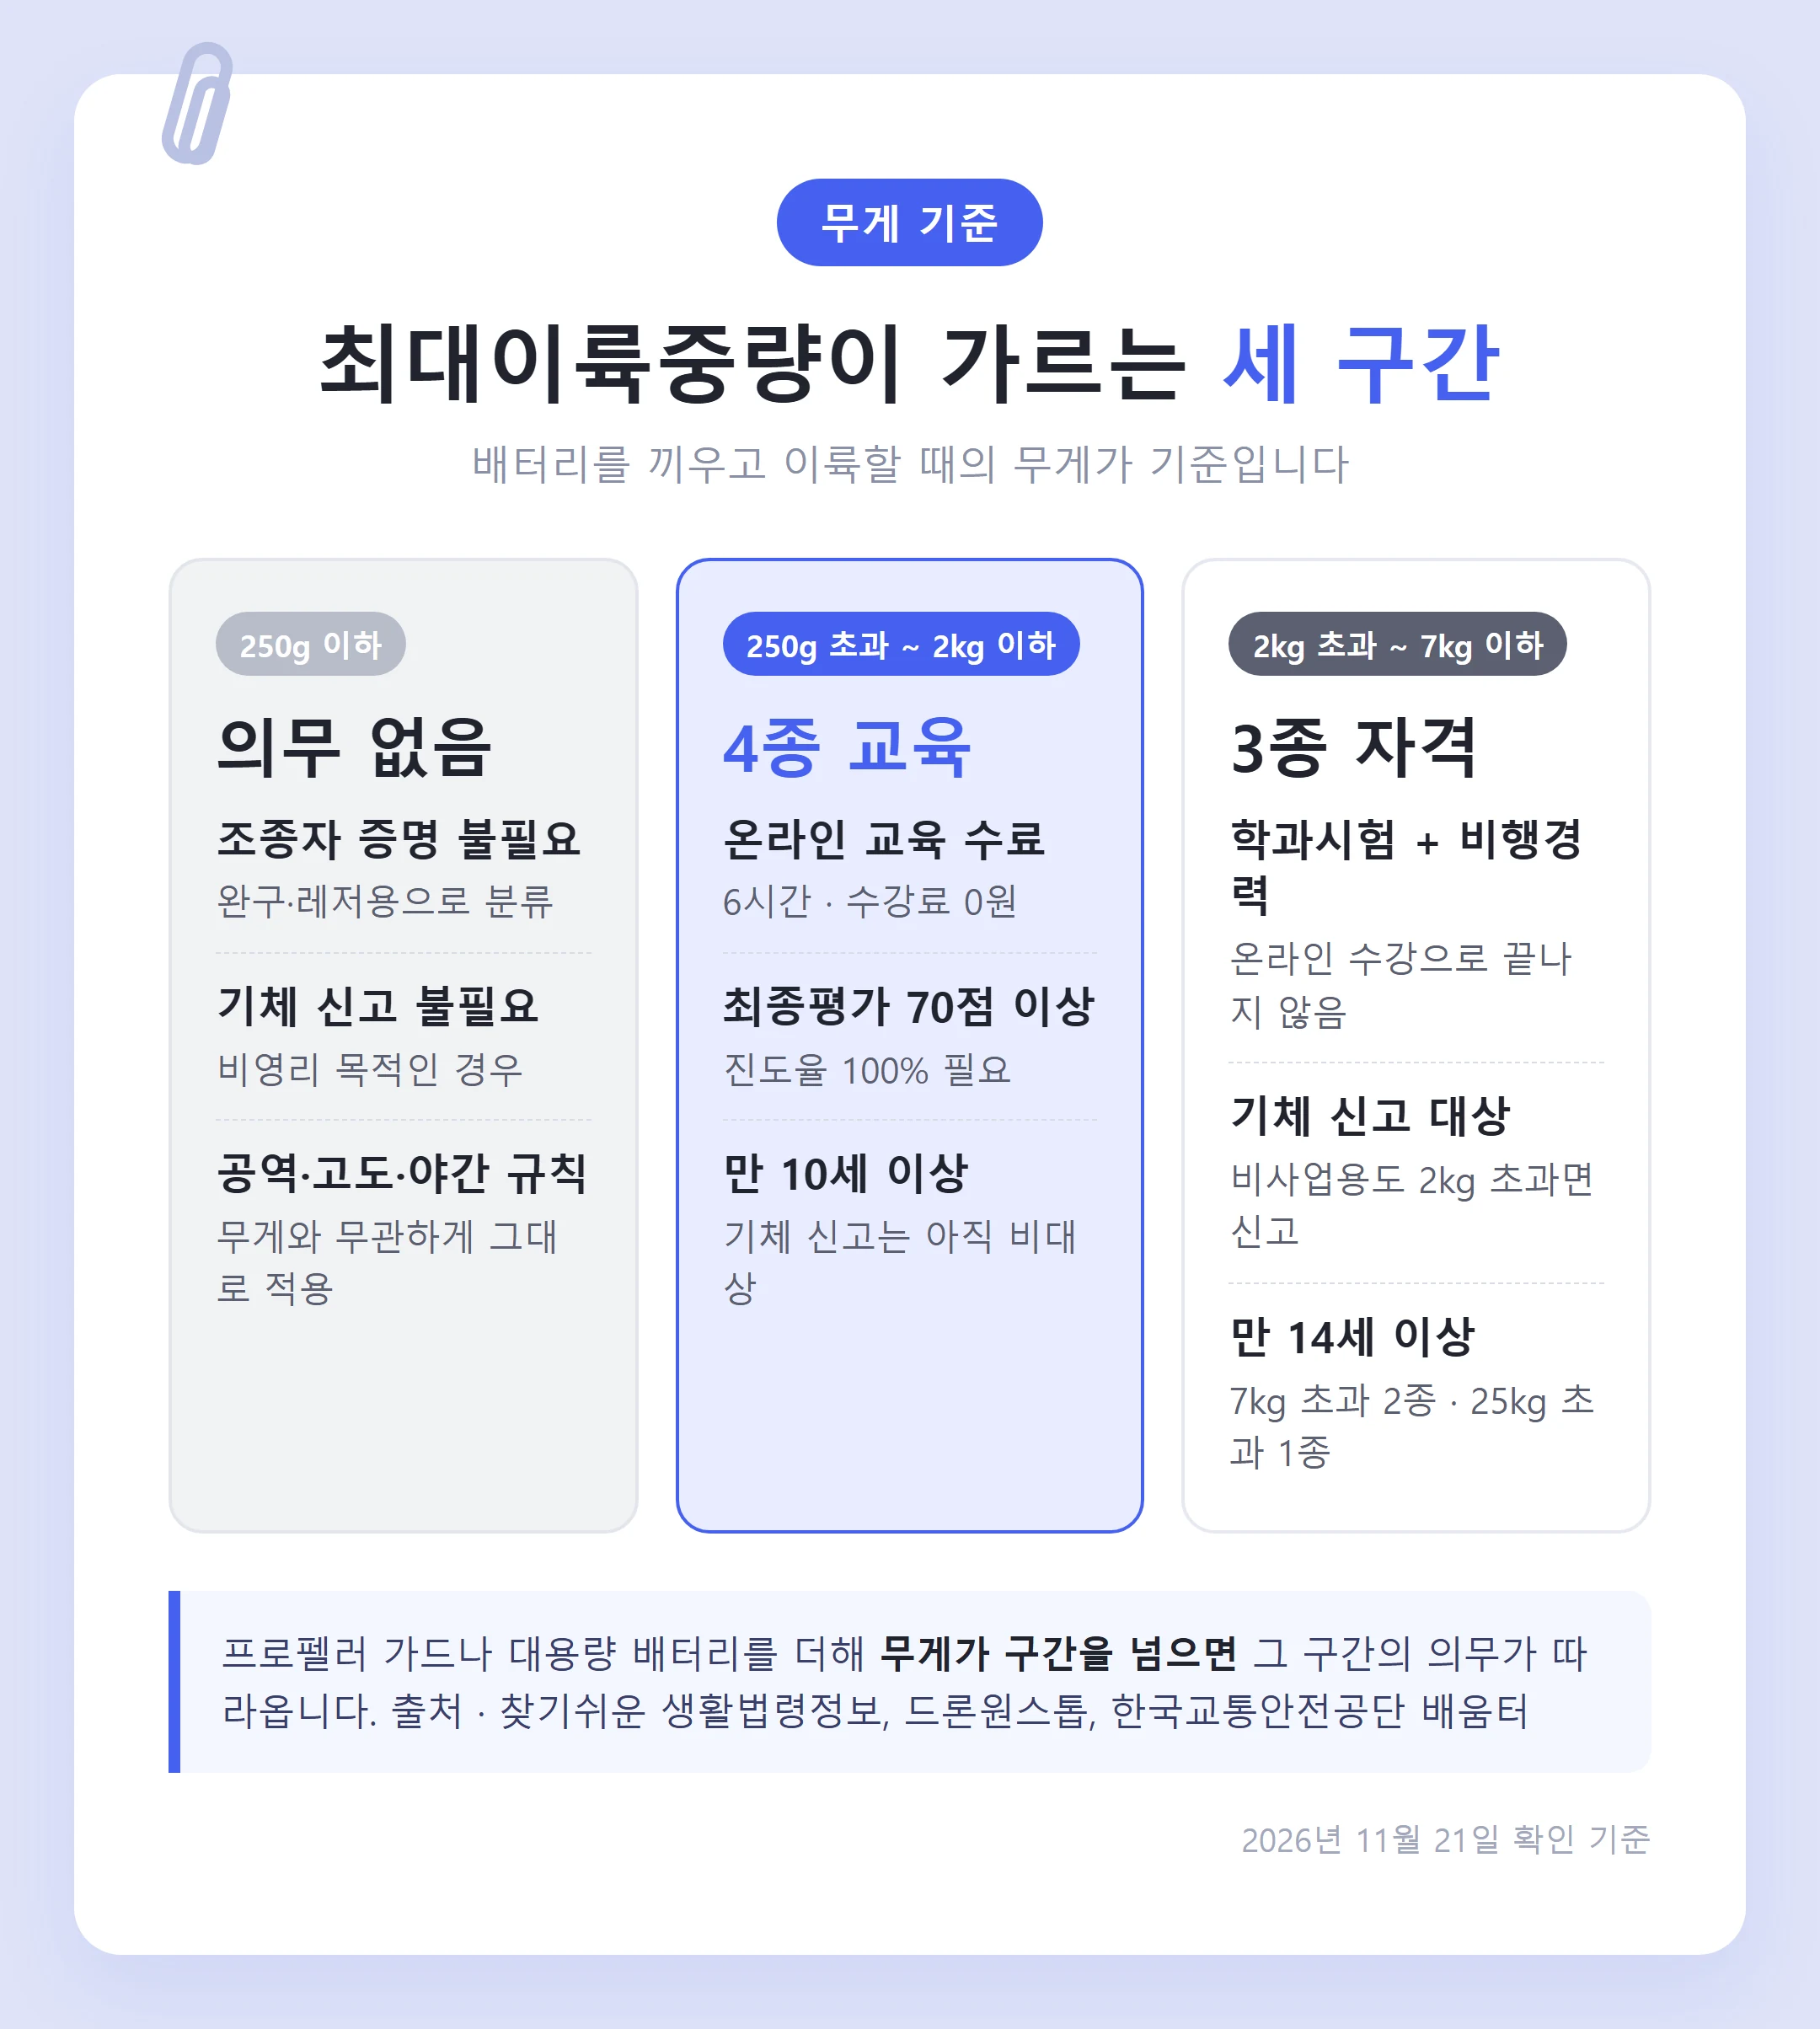 무게 기준
최대이륙중량이 가르는 세 구간
배터리를 끼우고 이륙할 때의 무게가 기준입니다
250g 이하
의무 없음
조종자 증명 불필요
완구·레저용으로 분류
기체 신고 불필요
비영리 목적인 경우
공역·고도·야간 규칙
무게와 무관하게 그대
로 적용
250g 초과 ~ 2kg 이하
4종 교육
온라인 교육 수료
6시간 · 수강료 0원
최종평가 70점 이상
진도율 100% 필요
만 10세 이상
기체 신고는 아직 비대
상
2kg 초과 ~ 7kg 이하
3종 자격
학과시험 + 비행경
력
온라인 수강으로 끝나
지 않음
기체 신고 대상
비사업용도 2kg 초과면
신고
만 14세 이상
7kg 초과 2종 · 25kg 초
과 1종
프로펠러 가드나 대용량 배터리를 더해 무게가 구간을 넘으면 그 구간의 의무가 따
라옵니다. 출처 · 찾기쉬운 생활법령정보, 드론원스톱, 한국교통안전공단 배움터
2026년 11월 21일 확인 기준